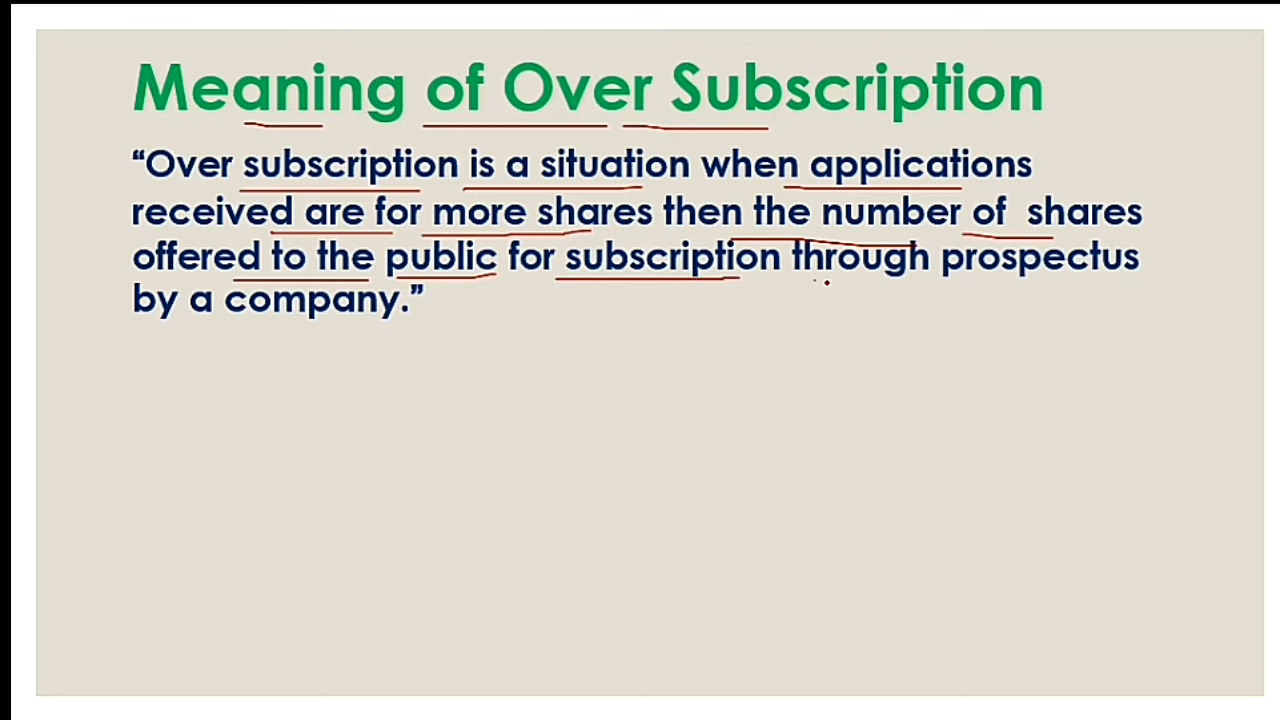 Meaning of Over Subscription
“Over subscription is a situation when applications
received are for more shares then the number of shares
offered to the public for subscription through prospectus
by a company.”